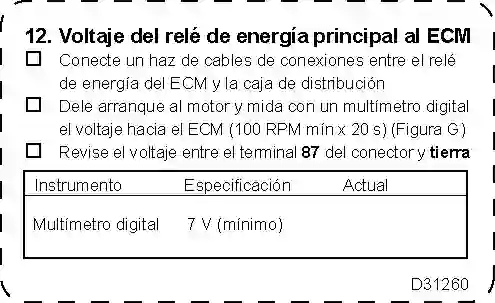 12. Voltaje del relé de energía principal al ECM
☐ Conecte un haz de cables de conexiones entre el relé
de energía del ECM y la caja de distribución
☐ Dele arranque al motor y mida con un multímetro digital
el voltaje hacia el ECM (100 RPM mín x 20 s) (Figura G)
☐ Revise el voltaje entre el terminal 87 del conector y tierra
Instrumento Especificación Actual
Multímetro digital 7 V (mínimo)
D31260